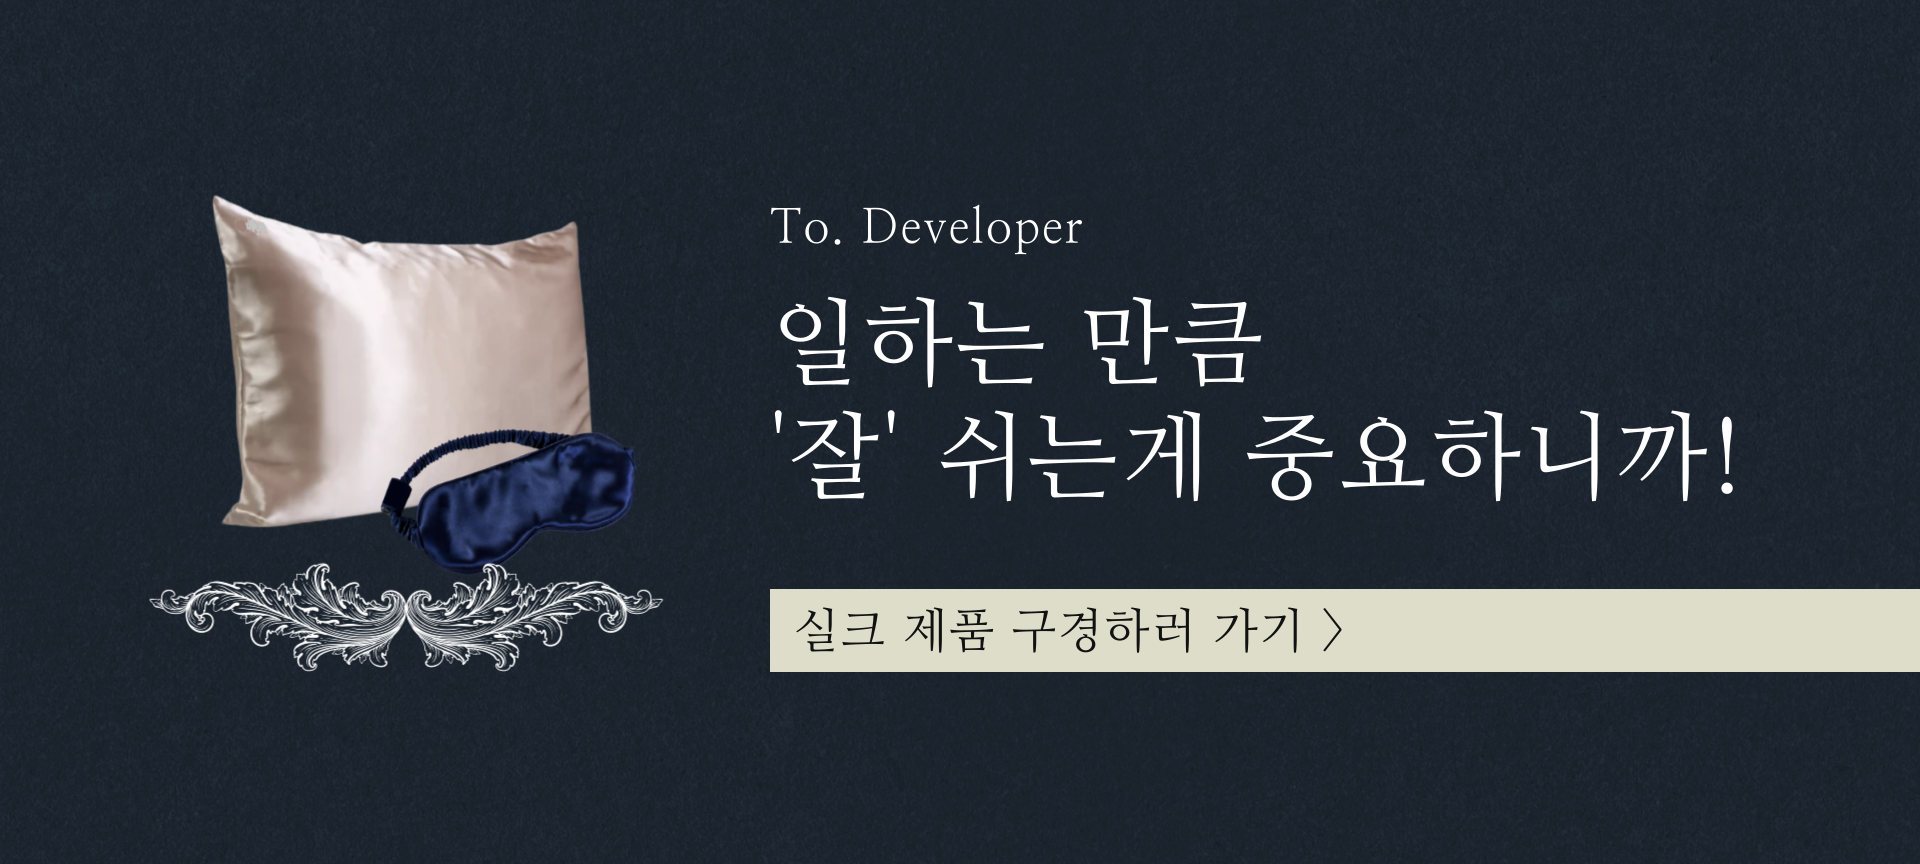 To. Developer
일하는 만큼
'잘' 쉬는게 중요하니까!
실크 제품 구경하러 가기 〉